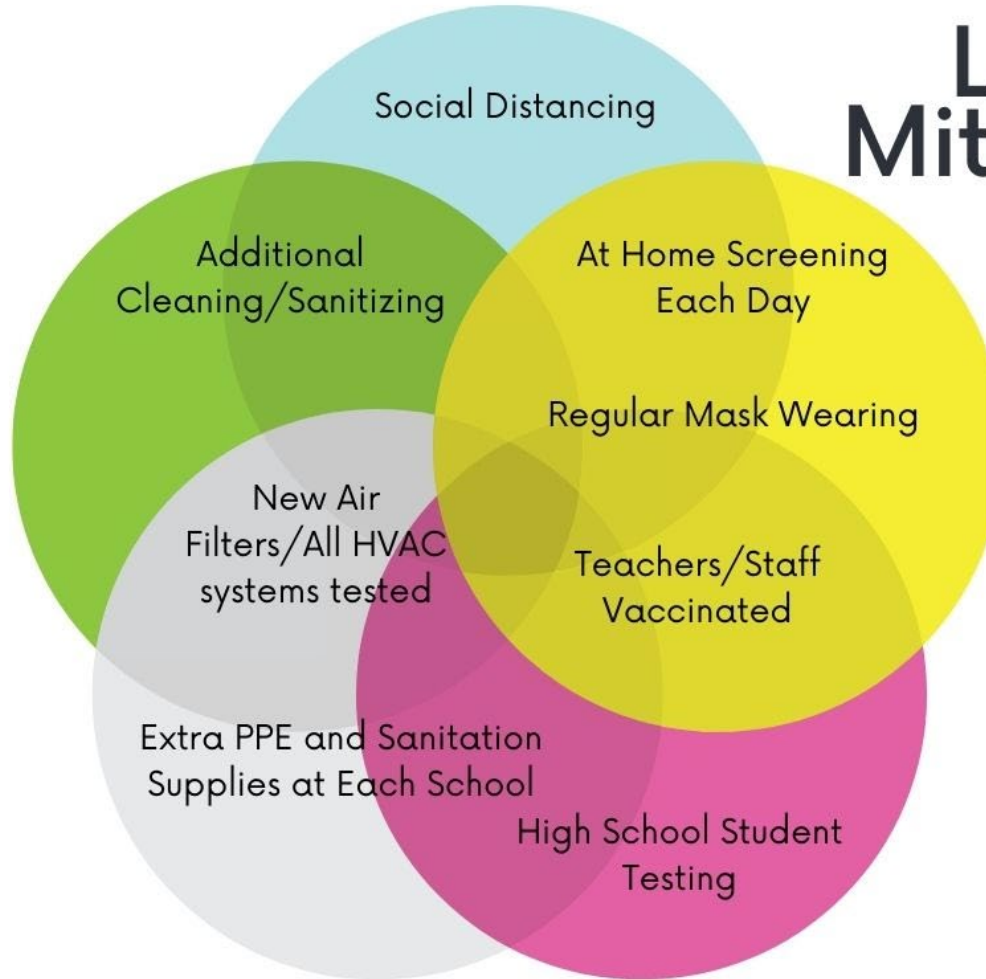 L
Mit
Social Distancing
Additional
Cleaning/Sanitizing
At Home Screening
Each Day
Regular Mask Wearing
New Air
Filters/All HVAC
systems tested
Teachers/Staff
Vaccinated
Extra PPE and Sanitation
Supplies at Each School
High School Student
Testing